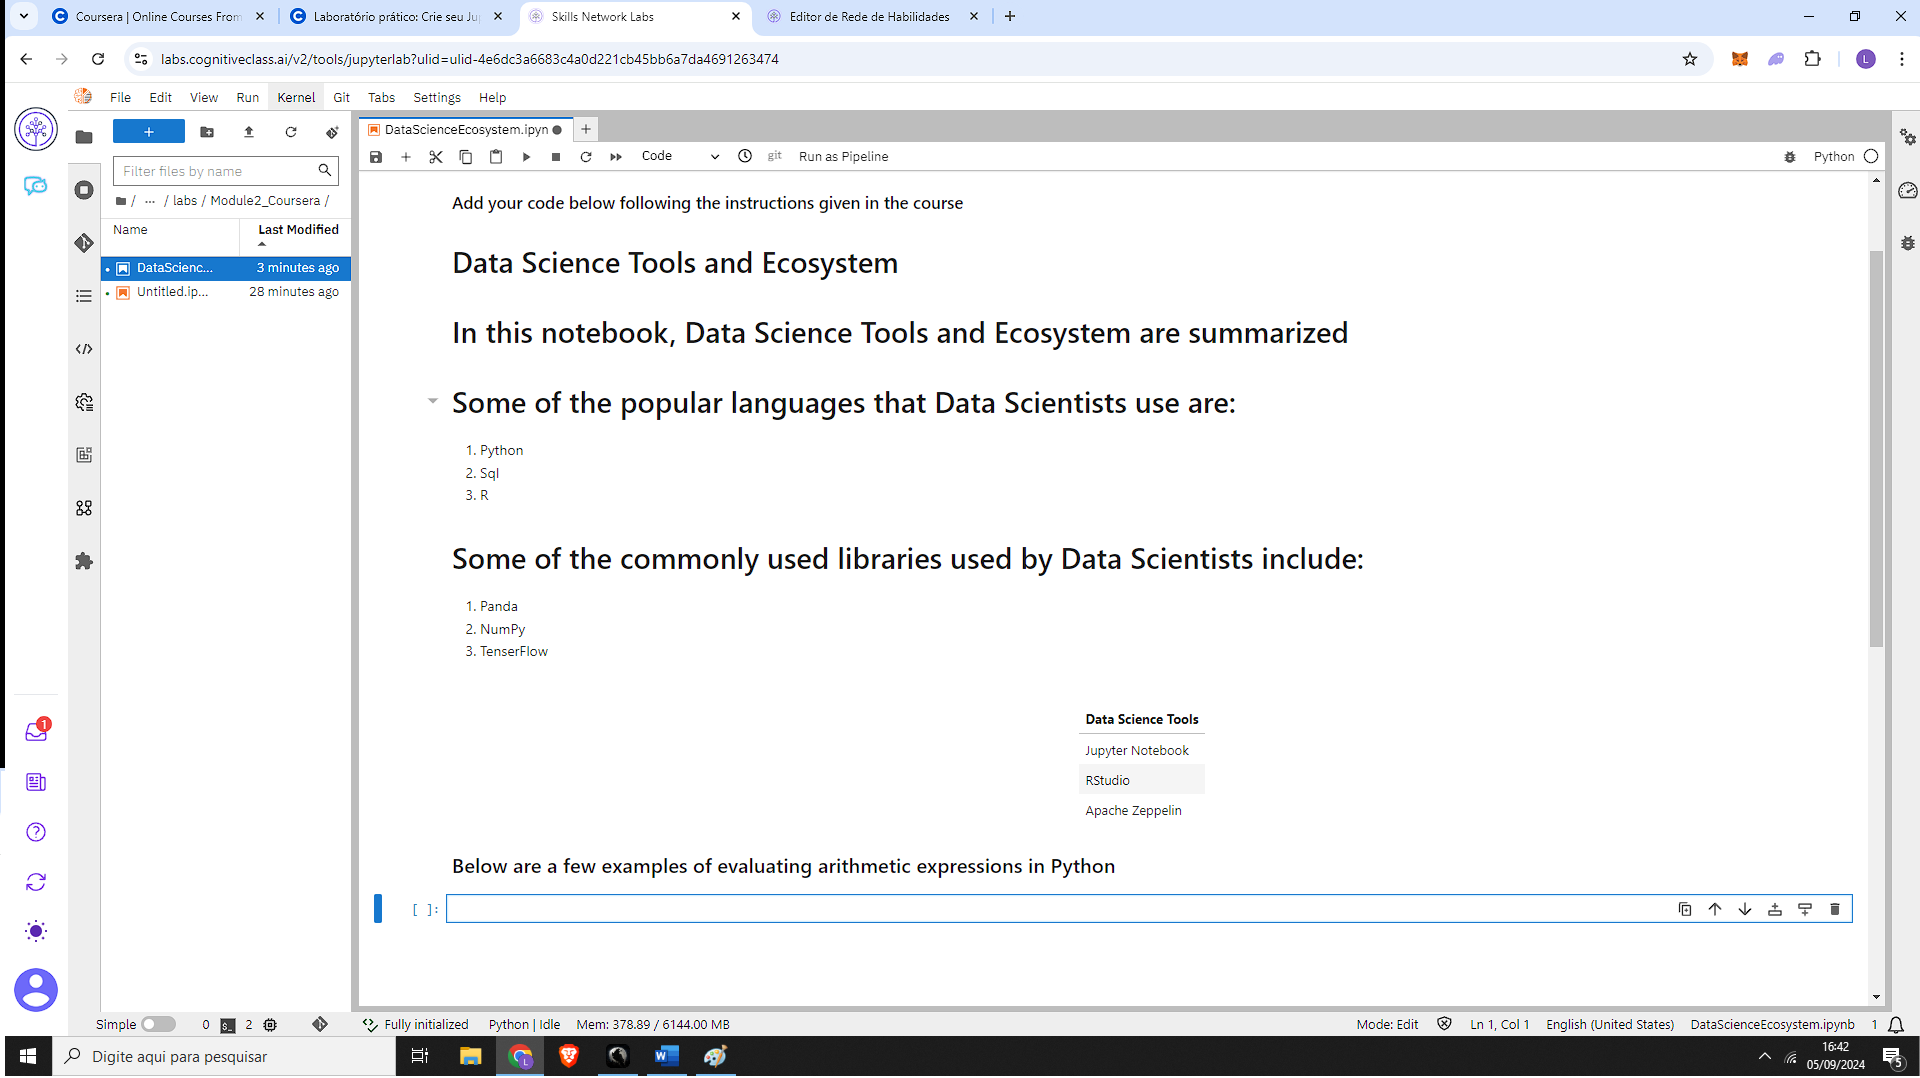 Coursera | Online Courses From
Laboratório prático: Crie seu Ju
Skills Network Labs
Editor de Rede de Habilidades
labs.cognitiveclass.ai/v2/tools/jupyterlab?ulid=ulid-4e6dc3a6683c4a0d221cb45bb6a7da4691263474
L
File Edit View Run Kernel Git Tabs Settings Help
DataScienceEcosystem.ipyn
Code
git
Run as Pipeline
Python
Filter files by name
/ ... / labs / Module2_Coursera /
Name
Last Modified
DataScienc...
3 minutes ago
Untitled.ip...
28 minutes ago
Add your code below following the instructions given in the course
Data Science Tools and Ecosystem
In this notebook, Data Science Tools and Ecosystem are summarized
Some of the popular languages that Data Scientists use are:
1. Python
2. Sql
3. R
Some of the commonly used libraries used by Data Scientists include:
1. Panda
2. NumPy
3. TenserFlow
Data Science Tools
Jupyter Notebook
RStudio
Apache Zeppelin
Below are a few examples of evaluating arithmetic expressions in Python
[ ]:
1
Simple
0
2
Fully initialized
Python | Idle
Mem: 378.89 / 6144.00 MB
Mode: Edit
Ln 1, Col 1
English (United States)
DataScienceEcosystem.ipynb
1
Digite aqui para pesquisar
16:42
05/09/2024
5